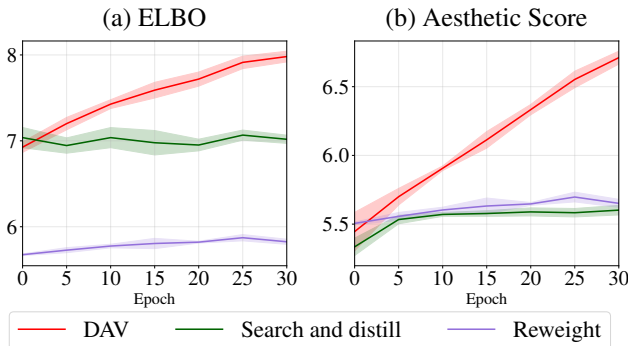 (a) ELBO
8
7
6
0 5 10 15 20 25 30
Epoch
(b) Aesthetic Score
6.5
6.0
5.5
0 5 10 15 20 25 30
Epoch
DAV Search and distill Reweight